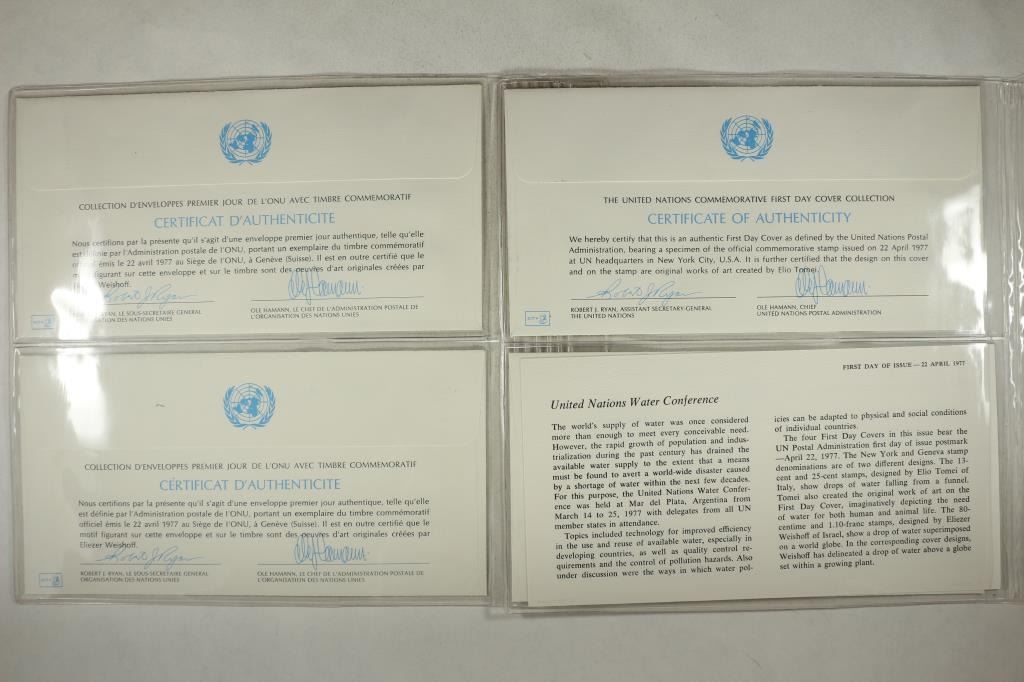 COLLECTION D'ENVELOPPES PREMIER JOUR DE L'ONU AVEC TIMBRE COMMEMORATIF
CERTIFICAT D'AUTHENTICITE
Nous certifions par la présente qu'il s'agit d'une enveloppe premier jour authentique, telle qu'elle
est définie par l'Administration postale de l'ONU, portant un exemplaire du timbre commémoratif
officiel émis le 22 avril 1977 au Siège de l'ONU, à Genève (Suisse). Il est en outre certifié que le
motif figurant sur cette enveloppe et sur le timbre sont des oeuvres d'art originales créées par
Weishoff.
RYAN, LE SOUS-SECRETAIRE GENERAL
ORGANISATION DES NATIONS UNIES
OLE HAMANN, LE CHEF DE L'ADMINISTRATION POSTALE DE
L'ORGANISATION DES NATIONS UNIES
THE UNITED NATIONS COMMEMORATIVE FIRST DAY COVER COLLECTION
CERTIFICATE OF AUTHENTICITY
We hereby certify that this is an authentic First Day Cover as defined by the United Nations Postal
Administration, bearing a specimen of the official commemorative stamp issued on 22 April 1977
at UN headquarters in New York City, U.S.A. It is further certified that the design on this cover
and on the stamp are original works of art created by Elio Tomei.
ROBERT J. RYAN, ASSISTANT SECRETARY-GENERAL
THE UNITED NATIONS
OLE HAMANN, CHIEF
UNITED NATIONS POSTAL ADMINISTRATION
COLLECTION D'ENVELOPPES PREMIER JOUR DE L'ONU AVEC TIMBRE COMMEMORATIF
CERTIFICAT D'AUTHENTICITE
Nous certifions par la présente qu'il s'agit d'une enveloppe premier jour authentique, telle qu'elle
est définie par l'Administration postale de l'ONU, portant un exemplaire du timbre commémoratif
officiel émis le 22 avril 1977 au Siège de l'ONU, à Genève (Suisse). Il est en outre certifié que le
motif figurant sur cette enveloppe et sur le timbre sont des oeuvres d'art originales créées par
Eliezer Weishoff.
ROBERT J. RYAN, LE SOUS-SECRETAIRE GENERAL
ORGANISATION DES NATIONS UNIES
OLE HAMANN, LE CHEF DE L'ADMINISTRATION POSTALE DE
L'ORGANISATION DES NATIONS UNIES
FIRST DAY OF ISSUE — 22 APRIL 1977
United Nations Water Conference
The world's supply of water was once considered
more than enough to meet every conceivable need.
However, the rapid growth of population and indus-
trialization during the past century has drained the
available water supply to the extent that a means
must be found to avert a world-wide disaster caused
by a shortage of water within the next few decades.
For this purpose, the United Nations Water Confer-
ence was held at Mar del Plata, Argentina from
March 14 to 25, 1977 with delegates from all UN
member states in attendance.
Topics included technology for improved efficiency
in the use and reuse of available water, especially in
developing countries, as well as quality control re-
quirements and the control of pollution hazards. Also
under discussion were the ways in which water pol-
icies can be adapted to physical and social conditions
of individual countries.
The four First Day Covers in this issue bear the
UN Postal Administration first day of issue postmark
—April 22, 1977. The New York and Geneva stamp
denominations are of two different designs. The 13-
cent and 25-cent stamps, designed by Elio Tomei of
Italy, show drops of water falling from a funnel.
Tomei also created the original work of art on the
First Day Cover, imaginatively depicting the need
of water for both human and animal life. The 80-
centime and 1.10-franc stamps, designed by Eliezer
Weishoff of Israel, show a drop of water superimposed
on a world globe. In the corresponding cover designs,
Weishoff has delineated a drop of water above a globe
set within a growing plant.